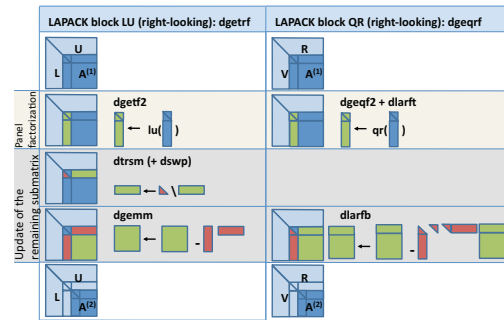 LAPACK block LU (right-looking): dgetrf
LAPACK block QR (right-looking): dgeqrf
U
L
A(1)
R
V
A(1)
Panel
factorization
dgetf2
lu( )
dgeqf2 + dlarft
qr( )
Update of the
remaining submatrix
dtrsm (+ dswp)
\
dgemm
-
dlarfb
-
U
L
A(2)
R
V
A(2)